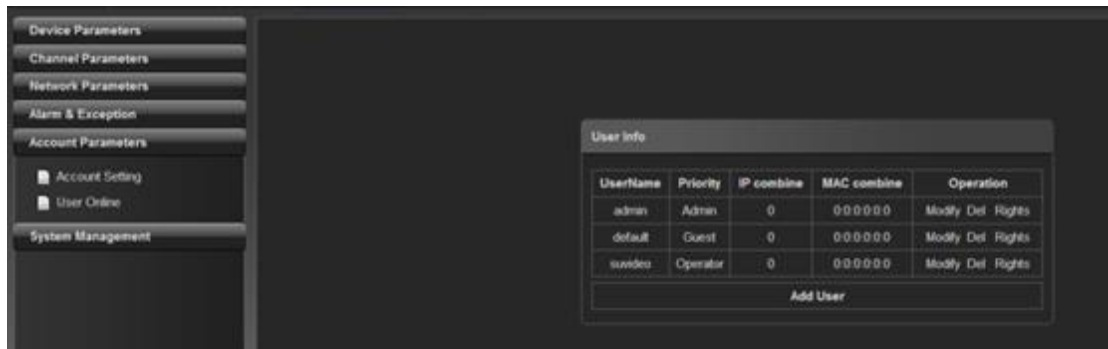 Device Parameters
Channel Parameters
Network Parameters
Alarm & Exception
Account Parameters
Account Setting
User Online
System Management
User Info
UserName Priority IP combine MAC combine Operation
admin Admin 0 0:0:0:0:0:0 Modify Del Rights
default Guest 0 0:0:0:0:0:0 Modify Del Rights
suvideo Operator 0 0:0:0:0:0:0 Modify Del Rights
Add User